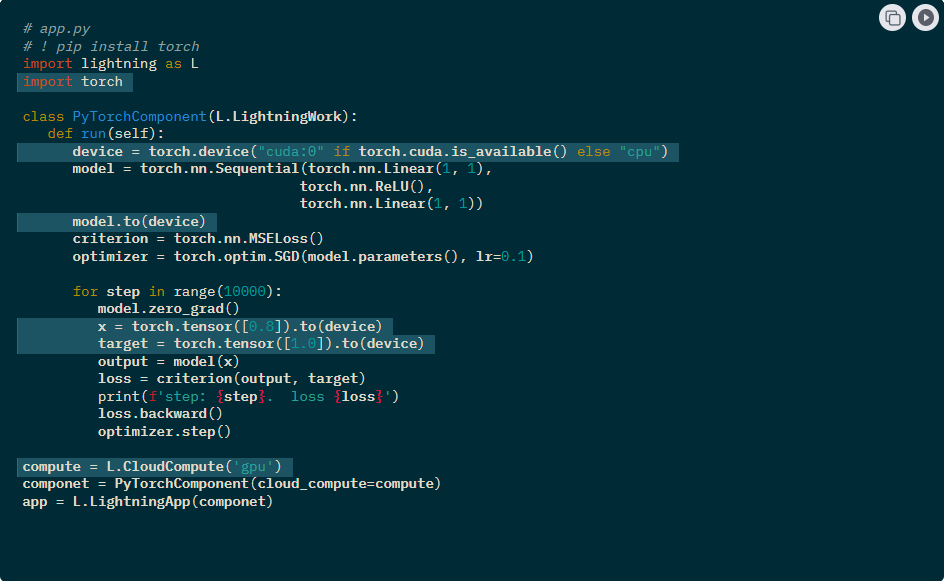 # app.py
# ! pip install torch
import lightning as L
import torch

class PyTorchComponent(L.LightningWork):
   def run(self):
      device = torch.device("cuda:0" if torch.cuda.is_available() else "cpu")
      model = torch.nn.Sequential(torch.nn.Linear(1, 1),
                                 torch.nn.ReLU(),
                                 torch.nn.Linear(1, 1))
      model.to(device)
      criterion = torch.nn.MSELoss()
      optimizer = torch.optim.SGD(model.parameters(), lr=0.1)

      for step in range(10000):
         model.zero_grad()
         x = torch.tensor([0.8]).to(device)
         target = torch.tensor([1.0]).to(device)
         output = model(x)
         loss = criterion(output, target)
         print(f'step: {step}.  loss {loss}')
         loss.backward()
         optimizer.step()

compute = L.CloudCompute('gpu')
componet = PyTorchComponent(cloud_compute=compute)
app = L.LightningApp(componet)